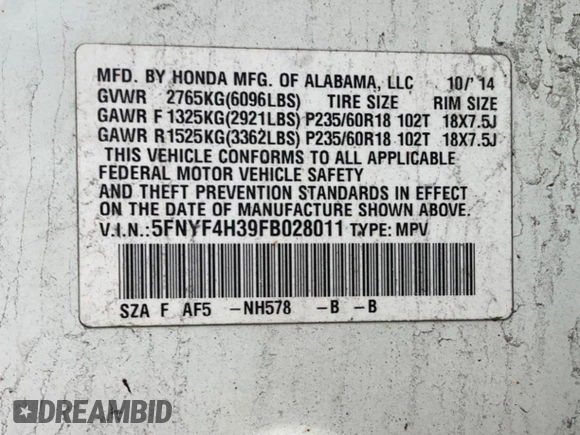 MFD. BY HONDA MFG. OF ALABAMA, LLC 10/'14
GVWR 2765KG(6096LBS) TIRE SIZE RIM SIZE
GAWR F 1325KG(2921LBS) P235/60R18 102T 18X7.5J
GAWR R 1525KG(3362LBS) P235/60R18 102T 18X7.5J
THIS VEHICLE CONFORMS TO ALL APPLICABLE
FEDERAL MOTOR VEHICLE SAFETY
AND THEFT PREVENTION STANDARDS IN EFFECT
ON THE DATE OF MANUFACTURE SHOWN ABOVE.
V.I.N.: 5FNYF4H39FB028011 TYPE: MPV
SZA F AF5 -NH578 -B -B
DREAMBID